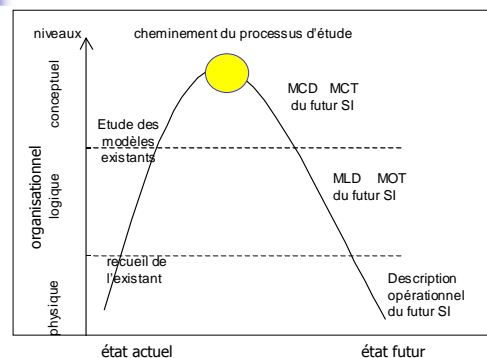 niveaux
cheminement du processus d'étude
conceptuel
MCD MCT
du futur SI
Etude des
modèles
existants
organisationnel
logique
MLD MOT
du futur SI
recueil de
l'existant
physique
Description
opérationnel
du futur SI
état actuel
état futur